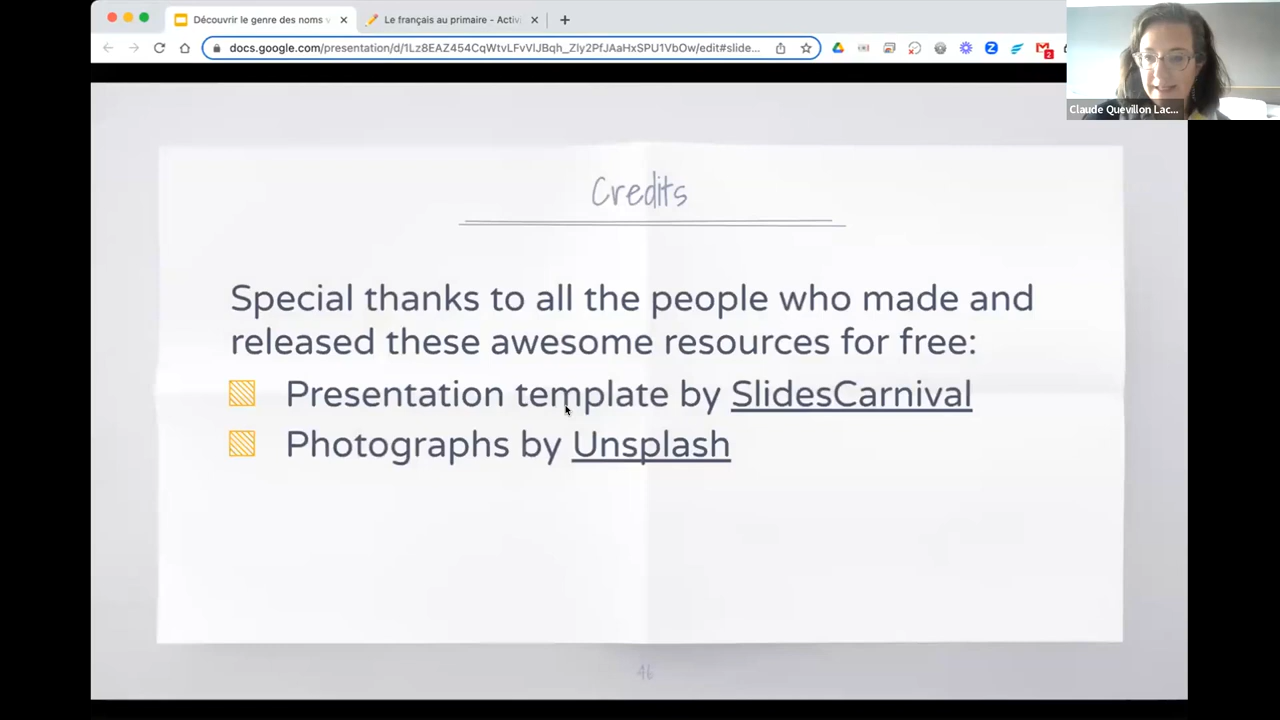 Découvrir le genre des noms
Le français au primaire - Activ
docs.google.com/presentation/d/1Lz8EAZ454CqWtvLFvVlJBqh_Zly2PfJAaHxSPU1VbOw/edit#slide...
2
Claude Quevillon Lac...
Credits
Special thanks to all the people who made and
released these awesome resources for free:
Presentation template by SlidesCarnival
Photographs by Unsplash
46